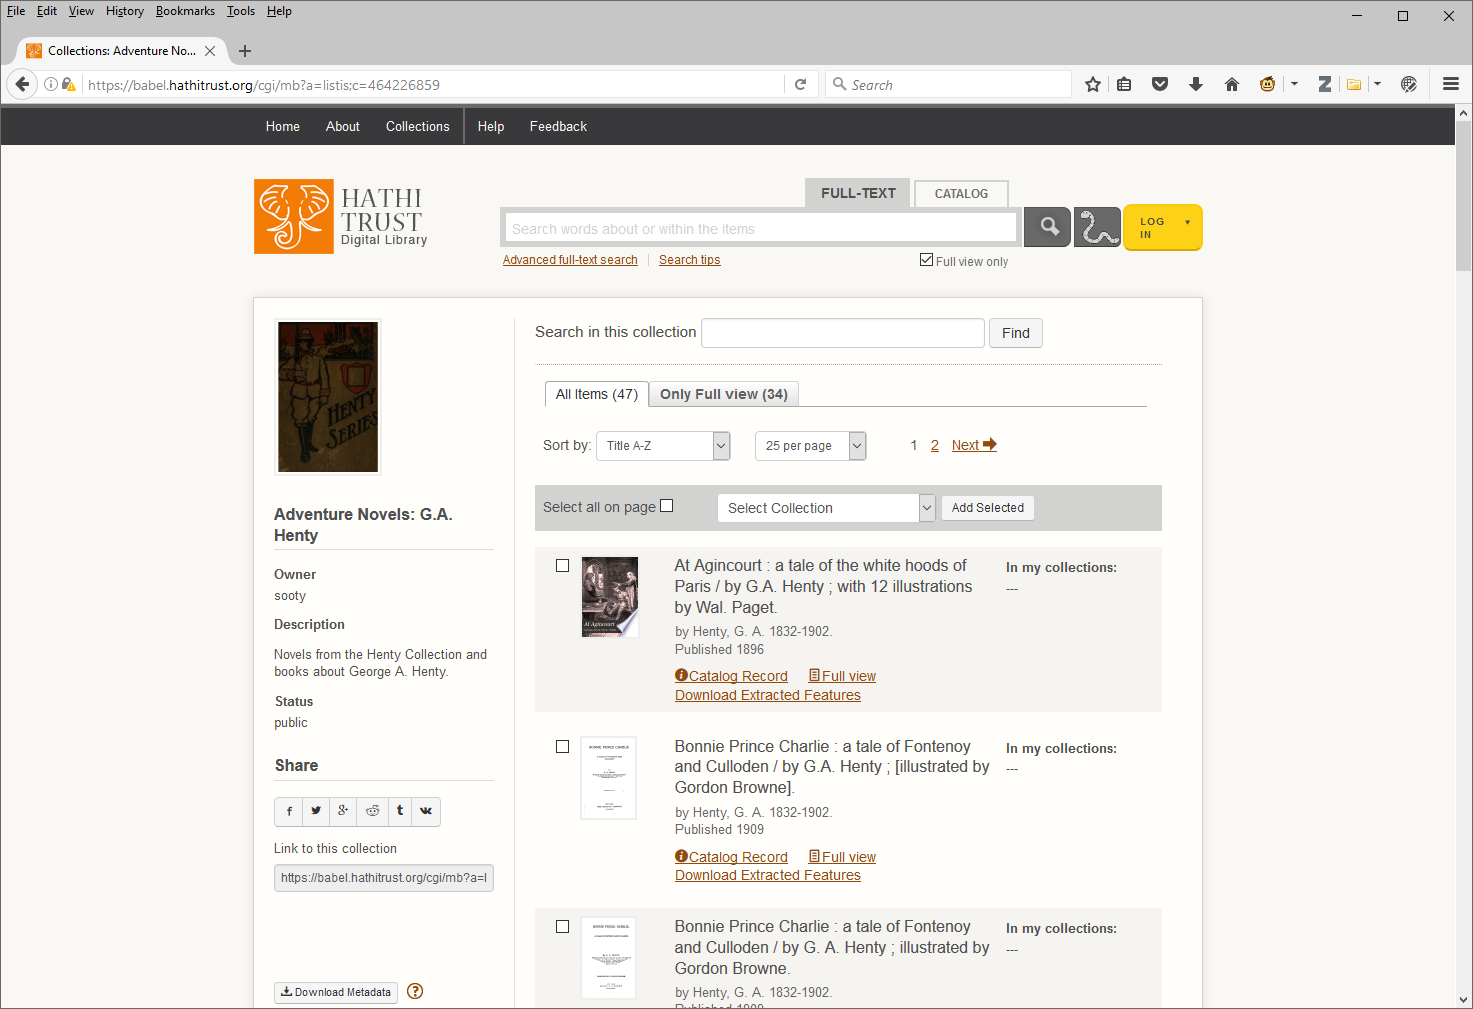 File Edit View History Bookmarks Tools Help
Collections: Adventure No...
https://babel.hathitrust.org/cgi/mb?a=listis;c=464226859
Search
Home About Collections Help Feedback
HATHI
TRUST
Digital Library
FULL-TEXT CATALOG
Search words about or within the items
LOG
IN
Advanced full-text search Search tips
Full view only
HENTY
SERIES
Adventure Novels: G.A.
Henty
Owner
sooty
Description
Novels from the Henty Collection and
books about George A. Henty.
Status
public
Share
Link to this collection
https://babel.hathitrust.org/cgi/mb?a=l
Download Metadata
Search in this collection Find
All Items (47) Only Full view (34)
Sort by: Title A-Z 25 per page 1 2 Next
Select all on page Select Collection Add Selected
At Agincourt
At Agincourt : a tale of the white hoods of
Paris / by G.A. Henty ; with 12 illustrations
by Wal. Paget.
by Henty, G. A. 1832-1902.
Published 1896
Catalog Record Full view
Download Extracted Features
In my collections:
---
BONNIE PRINCE CHARLIE
Bonnie Prince Charlie : a tale of Fontenoy
and Culloden / by G.A. Henty ; [illustrated by
Gordon Browne].
by Henty, G. A. 1832-1902.
Published 1909
Catalog Record Full view
Download Extracted Features
In my collections:
---
BONNIE PRINCE CHARLIE.
Bonnie Prince Charlie : a tale of Fontenoy
and Culloden / by G. A. Henty ; illustrated by
Gordon Browne.
by Henty, G. A. 1832-1902.
In my collections:
---